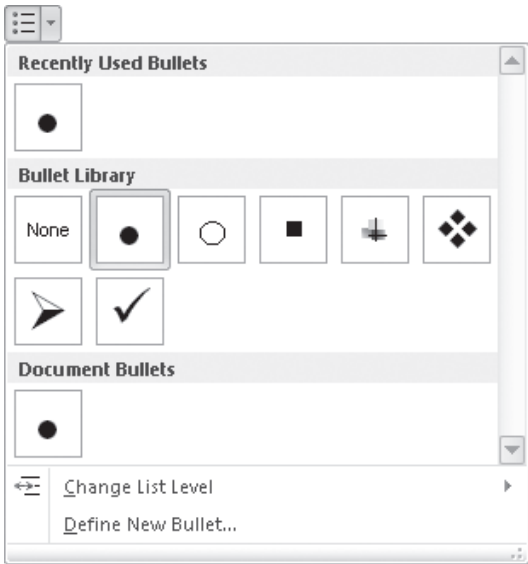 Recently Used Bullets
Bullet Library
None
Document Bullets
Change List Level
Define New Bullet...